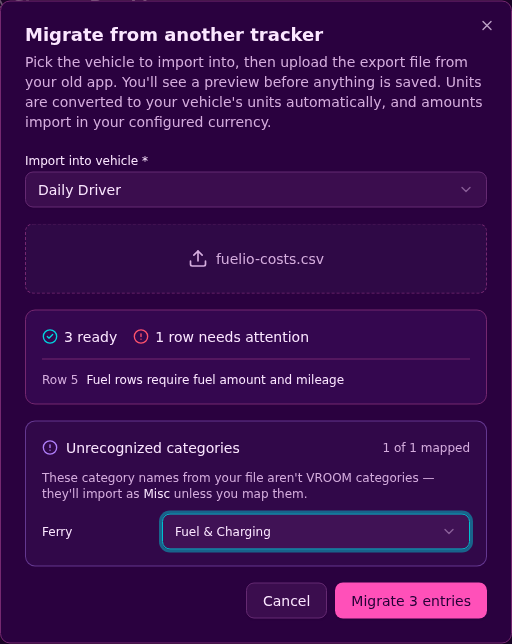 Migrate from another tracker
Pick the vehicle to import into, then upload the export file from
your old app. You'll see a preview before anything is saved. Units
are converted to your vehicle's units automatically, and amounts
import in your configured currency.
Import into vehicle *
Daily Driver
fuelio-costs.csv
3 ready 1 row needs attention
Row 5 Fuel rows require fuel amount and mileage
Unrecognized categories 1 of 1 mapped
These category names from your file aren't VROOM categories —
they'll import as Misc unless you map them.
Ferry Fuel & Charging
Cancel Migrate 3 entries